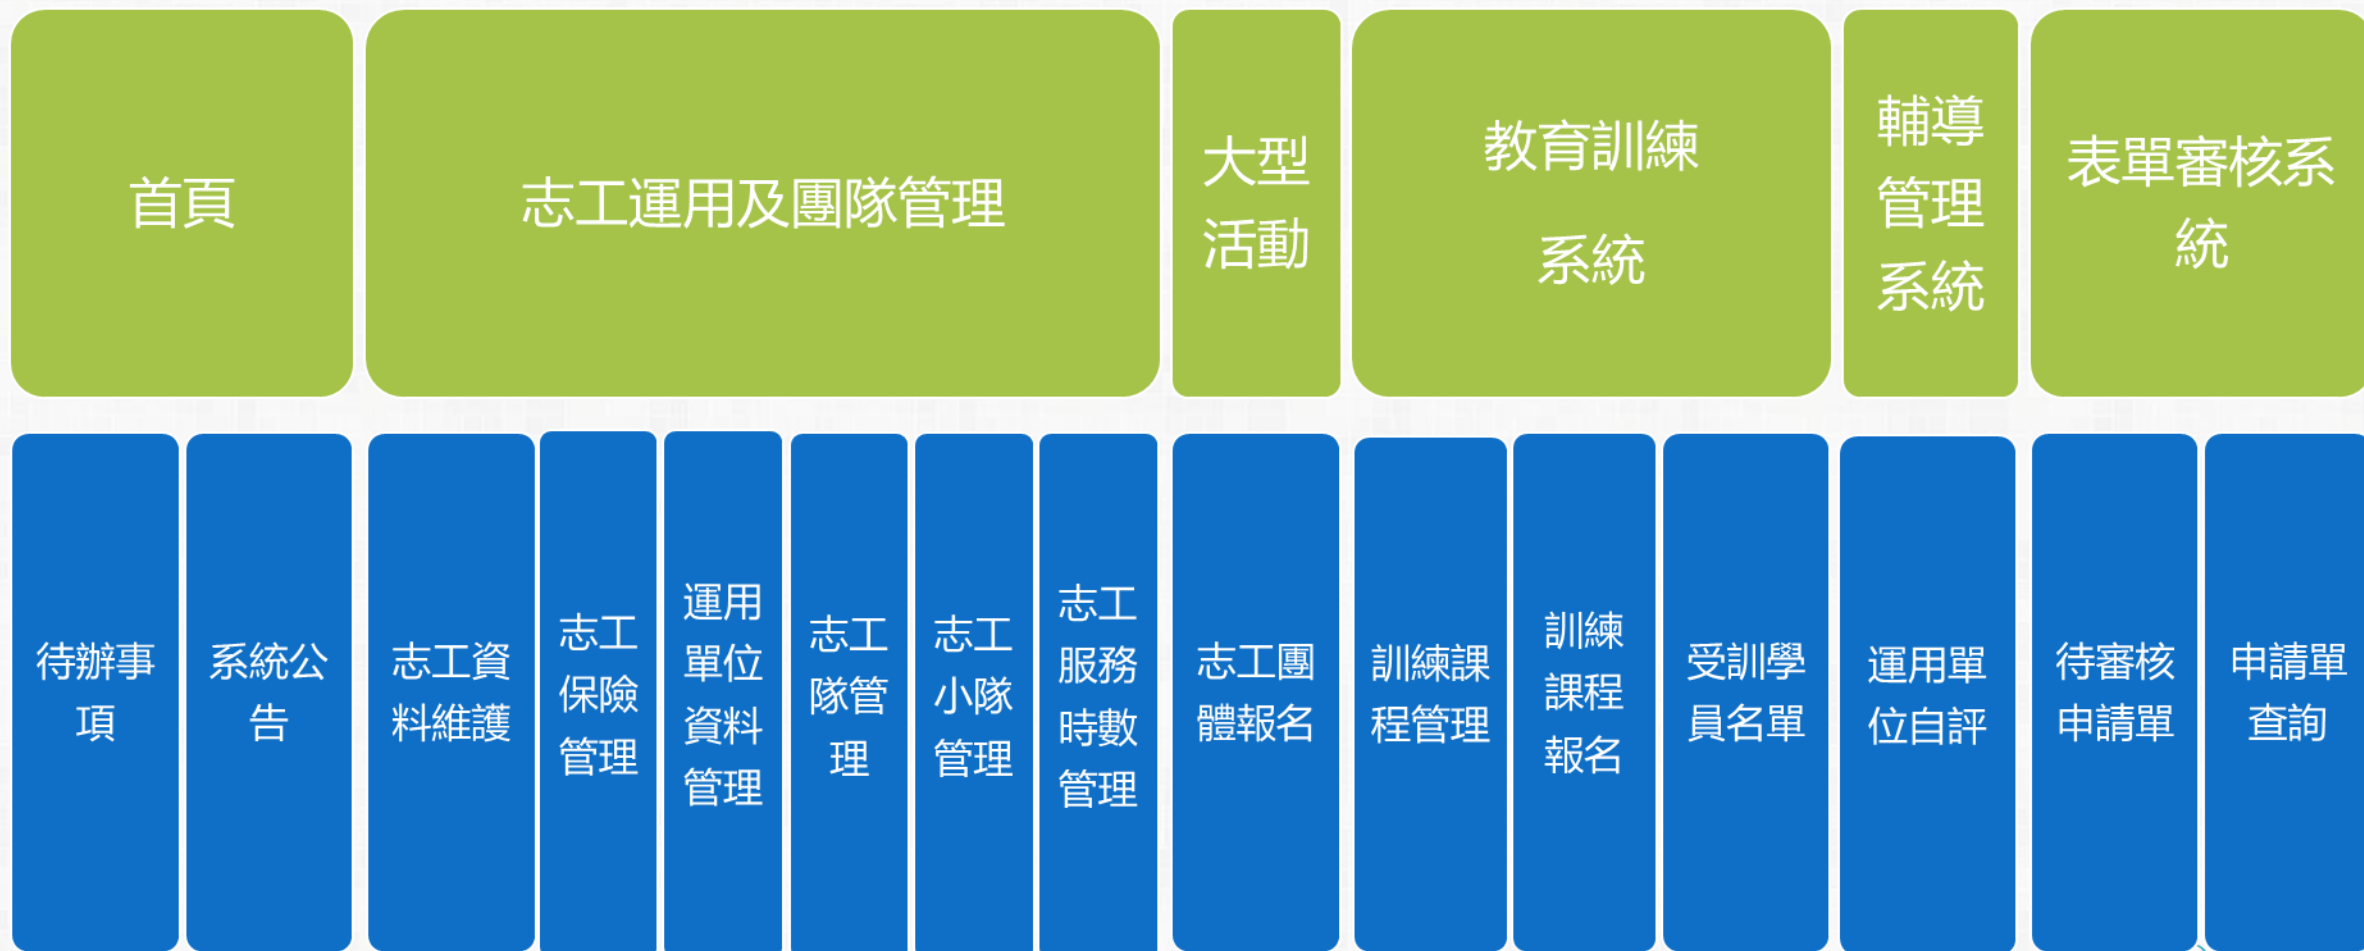 首頁
志工運用及團隊管理
大型
活動
教育訓練
系統
輔導
管理
系統
表單審核系
統
待辦事
項
系統公
告
志工資
料維護
志工
保險
管理
運用
單位
資料
管理
志工
隊管
理
志工
小隊
管理
志工
服務
時數
管理
志工團
體報名
訓練課
程管理
訓練
課程
報名
受訓學
員名單
運用單
位自評
待審核
申請單
申請單
查詢